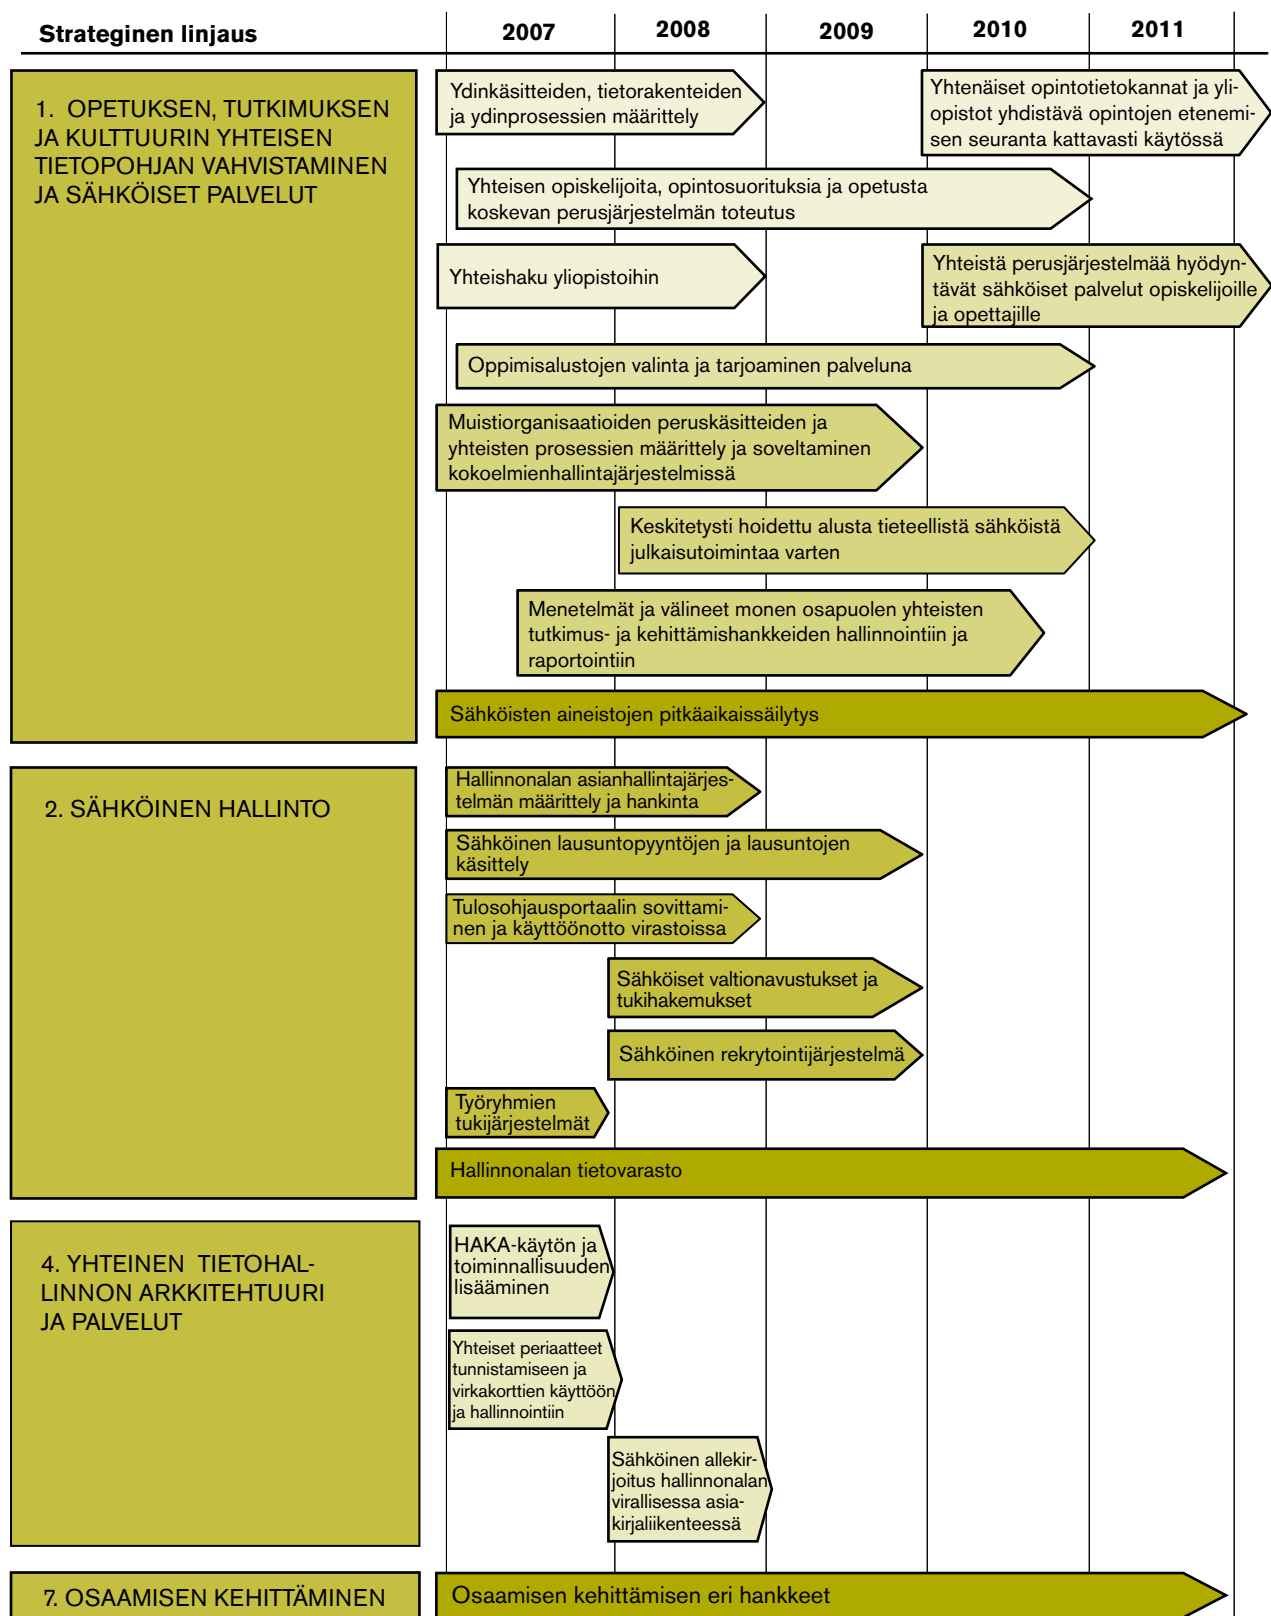 Strateginen linjaus 2007 2008 2009 2010 2011
1. OPETUKSEN, TUTKIMUKSEN
JA KULTTUURIN YHTEISEN
TIETOPOHJAN VAHVISTAMINEN
JA SÄHKÖISET PALVELUT
Ydinkäsitteiden, tietorakenteiden
ja ydinprosessien määrittely
Yhtenäiset opintotietokannat ja yli-
opistot yhdistävä opintojen etenemi-
sen seuranta kattavasti käytössä
Yhteisen opiskelijoita, opintosuorituksia ja opetusta
koskevan perusjärjestelmän toteutus
Yhteishaku yliopistoihin
Yhteistä perusjärjestelmää hyödyn-
tävät sähköiset palvelut opiskelijoille
ja opettajille
Oppimisalustojen valinta ja tarjoaminen palveluna
Muistiorganisaatioiden peruskäsitteiden ja
yhteisten prosessien määrittely ja soveltaminen
kokoelmienhallintajärjestelmissä
Keskitetysti hoidettu alusta tieteellistä sähköistä
julkaisutoimintaa varten
Menetelmät ja välineet monen osapuolen yhteisten
tutkimus- ja kehittämishankkeiden hallinnointiin ja
raportointiin
Sähköisten aineistojen pitkäaikaissäilytys
2. SÄHKÖINEN HALLINTO
Hallinnonalan asianhallintajärjes-
telmän määrittely ja hankinta
Sähköinen lausuntopyyntöjen ja lausuntojen
käsittely
Tulosohjausportaalin sovittami-
nen ja käyttöönotto virastoissa
Sähköiset valtionavustukset ja
tukihakemukset
Sähköinen rekrytointijärjestelmä
Työryhmien
tukijärjestelmät
Hallinnonalan tietovarasto
4. YHTEINEN TIETOHAL-
LINNON ARKKITEHTUURI
JA PALVELUT
HAKA-käytön ja
toiminnallisuuden
lisääminen
Yhteiset periaatteet
tunnistamiseen ja
virkakorttien käyttöön
ja hallinnointiin
Sähköinen allekir-
joitus hallinnonalan
virallisessa asia-
kirjaliikenteessä
7. OSAAMISEN KEHITTÄMINEN
Osaamisen kehittämisen eri hankkeet